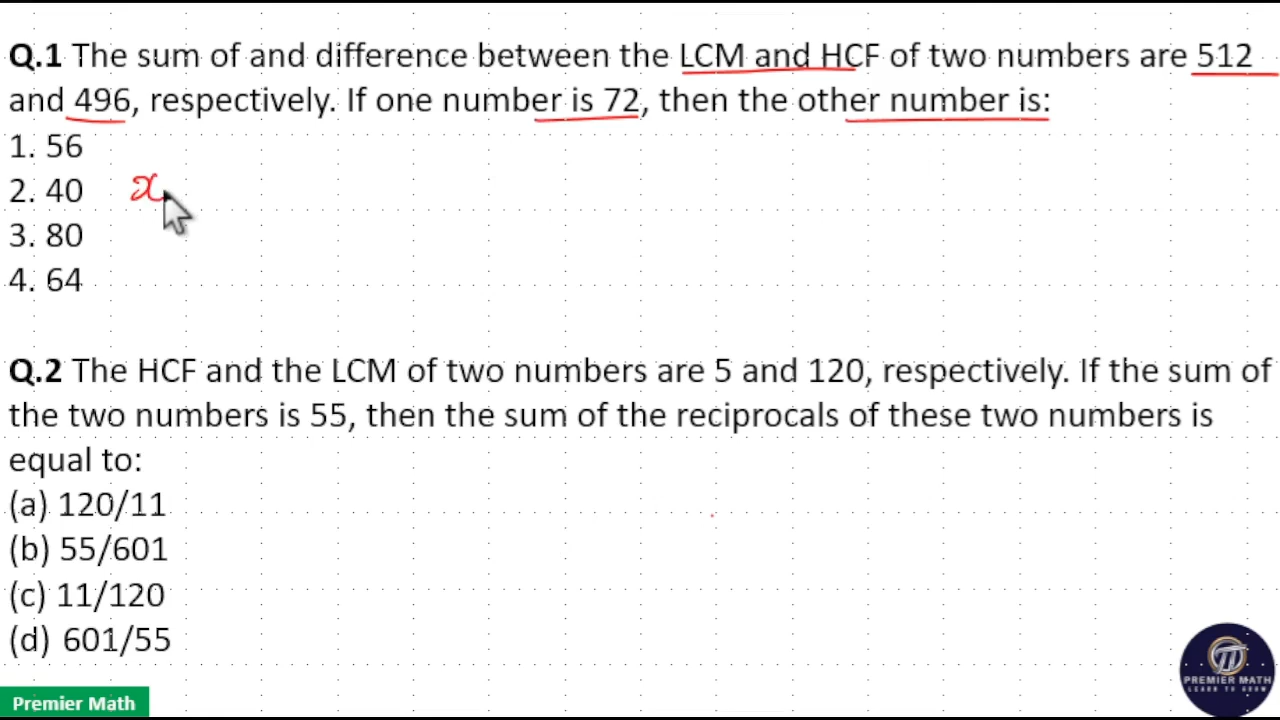 Q.1 The sum of and difference between the LCM and HCF of two numbers are 512
and 496, respectively. If one number is 72, then the other number is:
1. 56
2. 40
x
3. 80
4. 64
Q.2 The HCF and the LCM of two numbers are 5 and 120, respectively. If the sum of
the two numbers is 55, then the sum of the reciprocals of these two numbers is
equal to:
(a) 120/11
(b) 55/601
(c) 11/120
(d) 601/55
PREMIER MATH
LEARN TO GROW
Premier Math